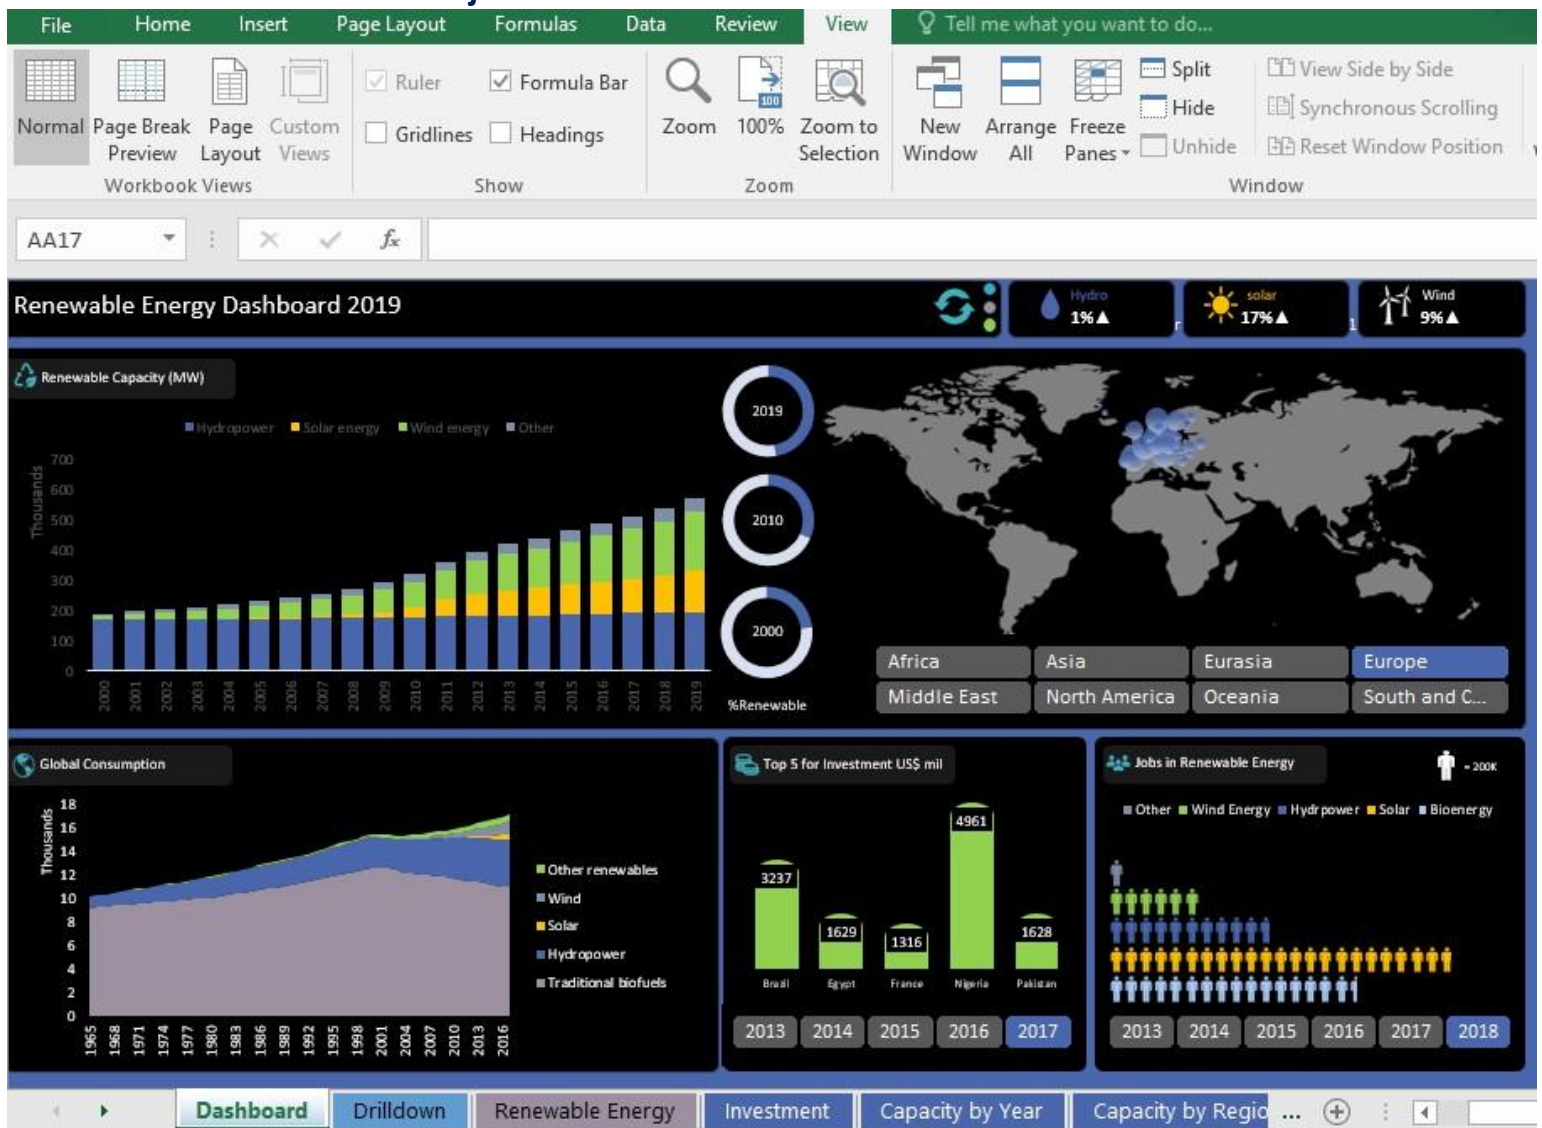 File Home Insert Page Layout Formulas Data Review View Tell me what you want to do...
Ruler Formula Bar Split View Side by Side
Hide Synchronous Scrolling
Gridlines Headings Unhide Reset Window Position
Normal Page Break Preview Page Layout Custom Views Zoom 100% Zoom to Selection New Window Arrange All Freeze Panes
Workbook Views Show Zoom Window
AA17 fx
Renewable Energy Dashboard 2019
Hydro
1%▲
r
solar
17%▲
1
Wind
9%▲
Renewable Capacity (MW)
Hydropower Solar energy Wind energy Other
Thousands
700
600
500
400
300
200
100
0
2000 2001 2002 2003 2004 2005 2006 2007 2008 2009 2010 2011 2012 2013 2014 2015 2016 2017 2018 2019
2019
2010
2000
%Renewable
Africa Asia Eurasia Europe
Middle East North America Oceania South and C...
Global Consumption
Thousands
18
16
14
12
10
8
6
4
2
0
1965 1968 1971 1974 1977 1980 1983 1986 1989 1992 1995 1998 2001 2004 2007 2010 2013 2016
Other renewables
Wind
Solar
Hydropower
Traditional biofuels
Top 5 for Investment US$ mil
3237 1629 1316 4961 1628
Brazil Egypt France Nigeria Pakistan
2013 2014 2015 2016 2017
Jobs in Renewable Energy
= 200K
Other Wind Energy Hydrpower Solar Bioenergy
2013 2014 2015 2016 2017 2018
Dashboard Drilldown Renewable Energy Investment Capacity by Year Capacity by Regio ...